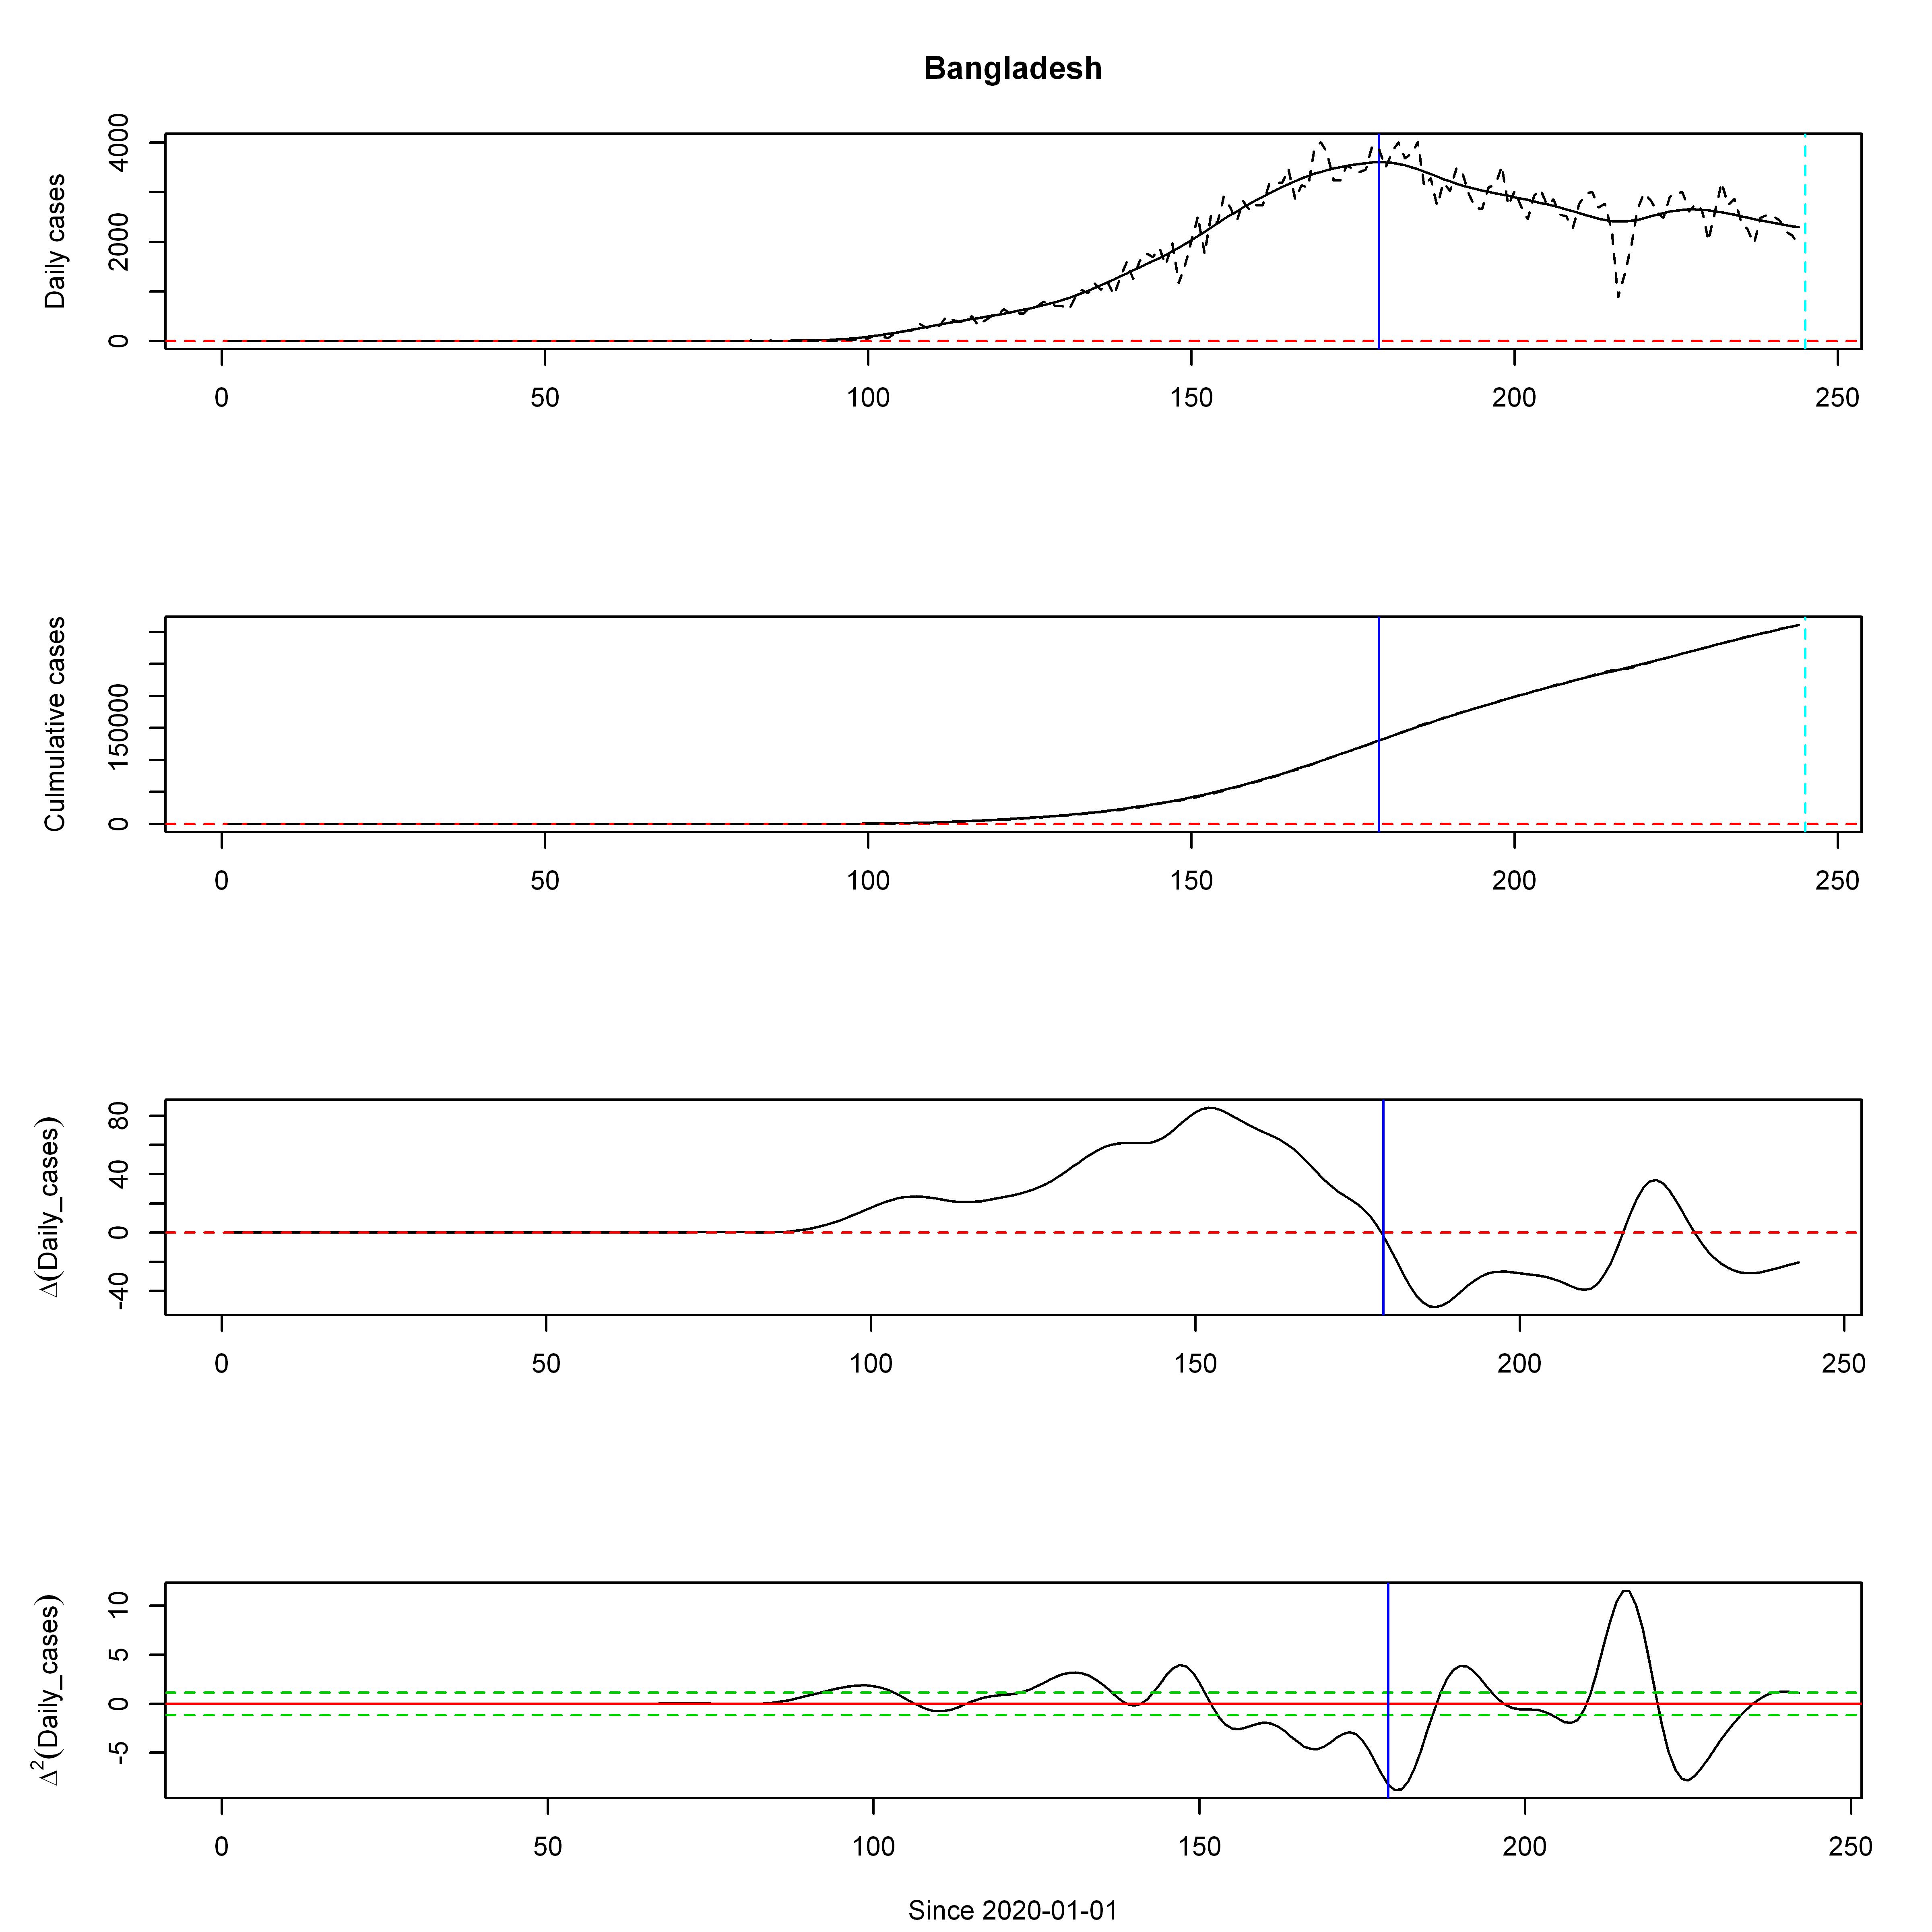 Bangladesh
Daily cases
0 2000 4000
0 50 100 150 200 250
Culmulative cases
0 150000
0 50 100 150 200 250
Δ(Daily_cases)
-40 0 40 80
0 50 100 150 200 250
Δ²(Daily_cases)
-5 0 5 10
0 50 100 150 200 250
Since 2020-01-01